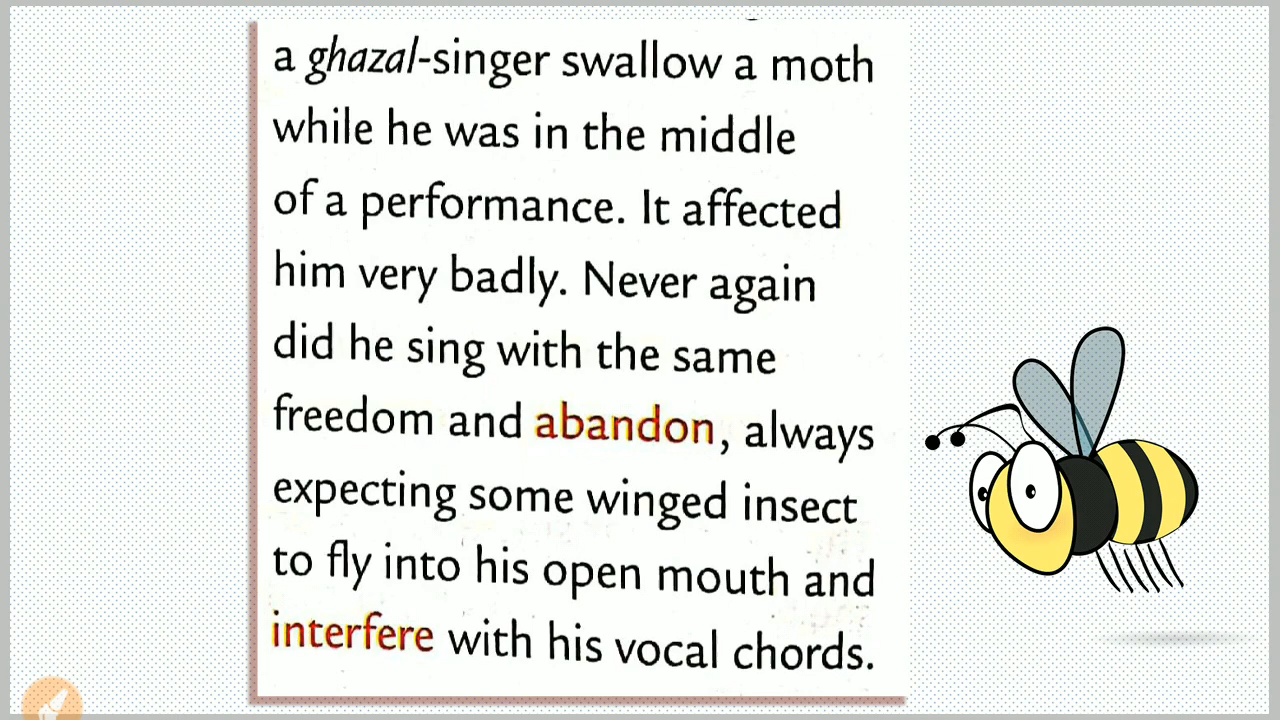 a ghazal-singer swallow a moth
while he was in the middle
of a performance. It affected
him very badly. Never again
did he sing with the same
freedom and abandon, always
expecting some winged insect
to fly into his open mouth and
interfere with his vocal chords.